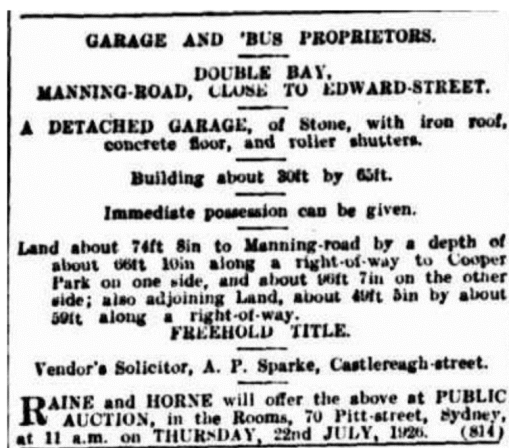 GARAGE AND 'BUS PROPRIETORS.
DOUBLE BAY,
MANNING-ROAD, CLOSE TO EDWARD-STREET.
A DETACHED GARAGE, of Stone, with iron roof,
concrete floor, and roller shutters.
Building about 30ft by 65ft.
Immediate possession can be given.
Land about 74ft 8in to Manning-road by a depth of
about 66ft 10in along a right-of-way to Cooper
Park on one side, and about 96ft 7in on the other
side; also adjoining Land, about 49ft 5in by about
59ft along a right-of-way.
FREEHOLD TITLE.
Vendor's Solicitor, A. P. Sparke, Castlereagh-street.
RAINE and HORNE will offer the above at PUBLIC
AUCTION, in the Rooms, 70 Pitt-street, Sydney,
at 11 a.m. on THURSDAY, 22nd JULY, 1926. (814)